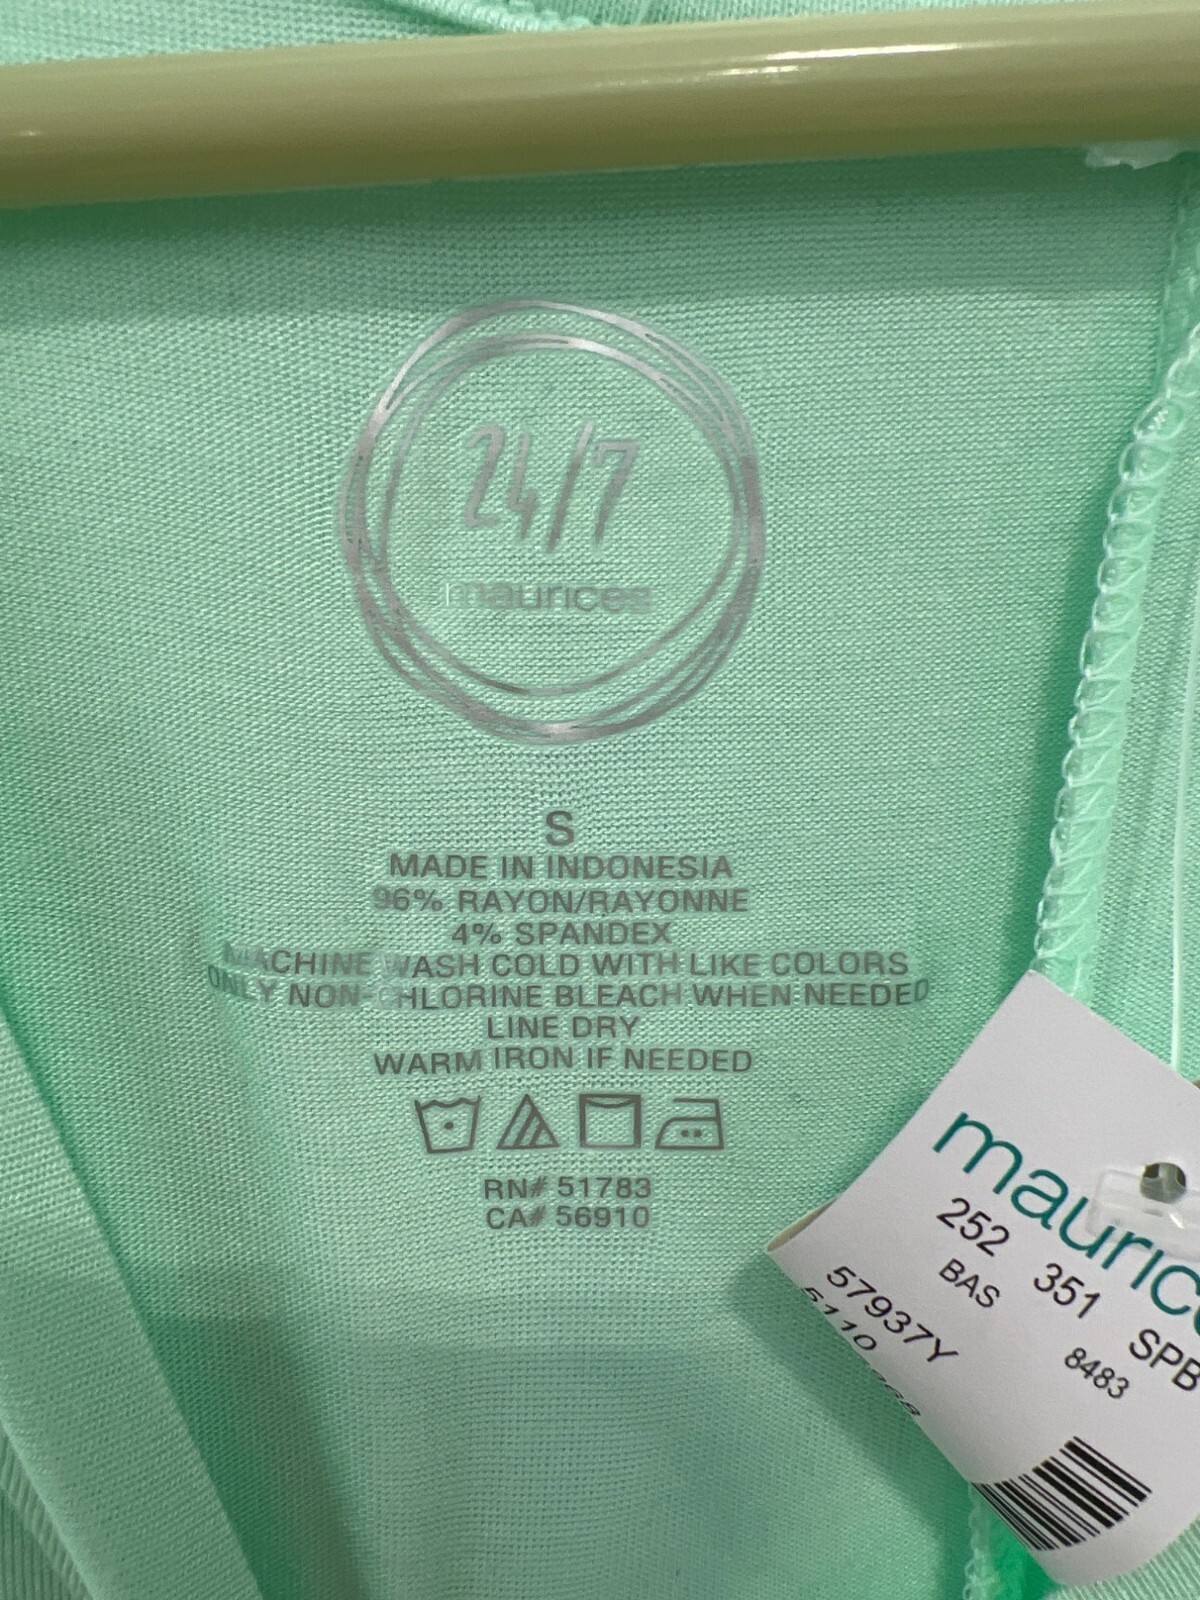 24/7
maurices
S
MADE IN INDONESIA
96% RAYON/RAYONNE
4% SPANDEX
MACHINE WASH COLD WITH LIKE COLORS
ONLY NON-CHLORINE BLEACH WHEN NEEDED
LINE DRY
WARM IRON IF NEEDED
RN# 51783
CA# 56910
maurice
252 351 SPB
BAS 8483
57937Y
5110